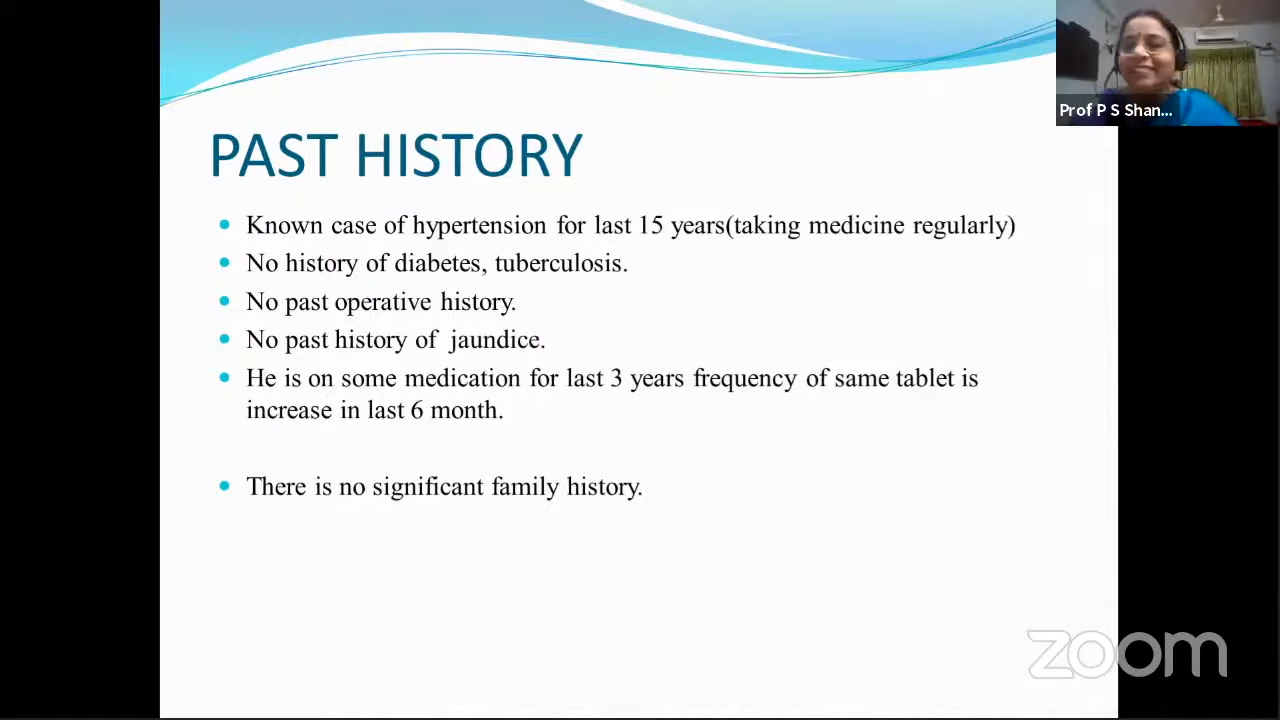 Prof P S Shan...
PAST HISTORY
Known case of hypertension for last 15 years(taking medicine regularly)
No history of diabetes, tuberculosis.
No past operative history.
No past history of jaundice.
He is on some medication for last 3 years frequency of same tablet is
increase in last 6 month.
There is no significant family history.
zoom